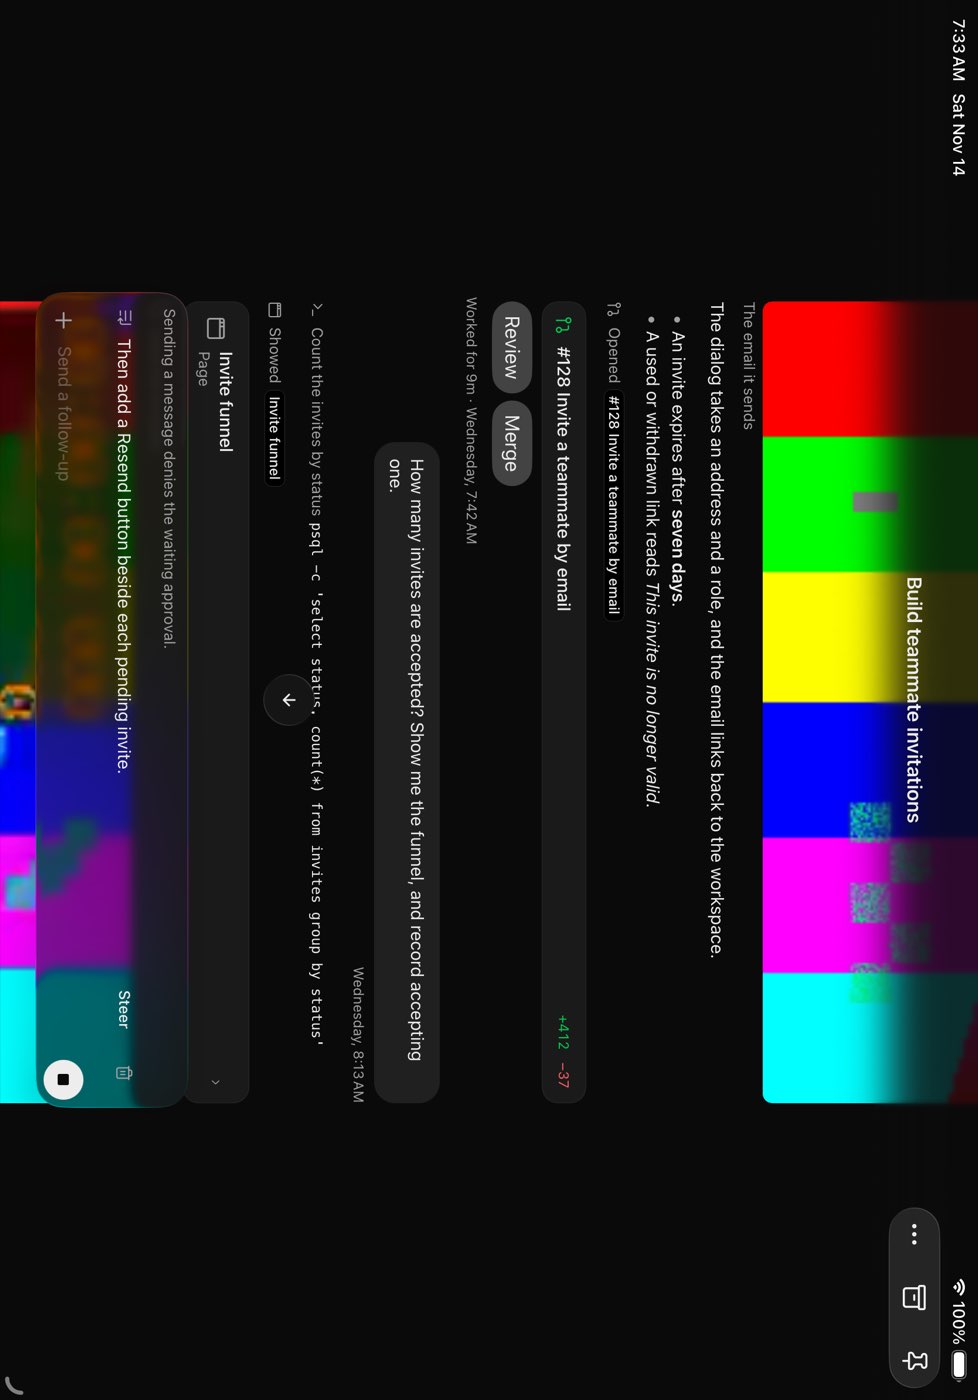 7:33 AM Sat Nov 14
100%
Build teammate invitations
The email it sends
The dialog takes an address and a role, and the email links back to the workspace.
• An invite expires after seven days.
• A used or withdrawn link reads This invite is no longer valid.
Opened #128 Invite a teammate by email
#128 Invite a teammate by email +412 −37
Review Merge
Worked for 9m · Wednesday, 7:42 AM
How many invites are accepted? Show me the funnel, and record accepting
one.
Wednesday, 8:13 AM
Count the invites by status psql -c 'select status, count(*) from invites group by status'
Showed Invite funnel
Invite funnel
Page
Sending a message denies the waiting approval.
Then add a Resend button beside each pending invite. Steer
Send a follow-up